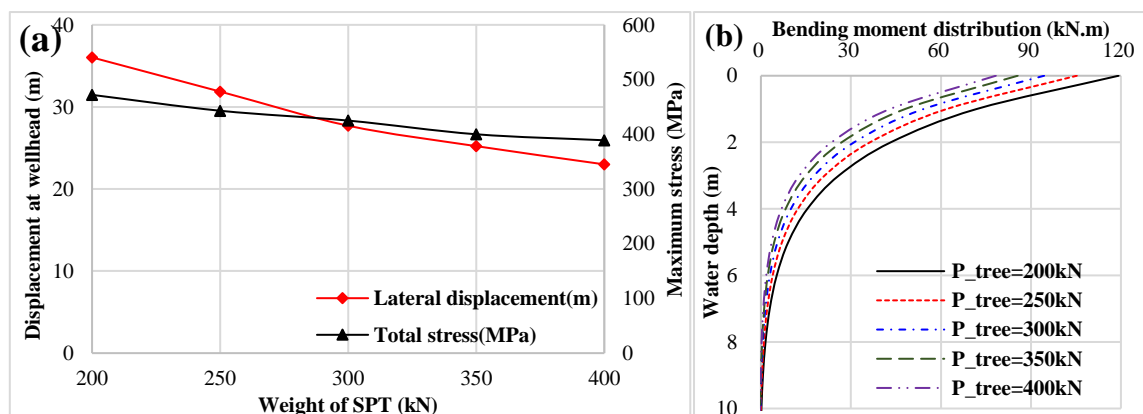 (a)
Displacement at wellhead (m)
40
30
20
10
0
600
500
400
300
200
100
0
Maximum stress (MPa)
Lateral displacement(m)
Total stress(MPa)
200 250 300 350 400
Weight of SPT (kN)
(b)
Bending moment distribution (kN.m)
0 30 60 90 120
Water depth (m)
0
2
4
6
8
10
P_tree=200kN
P_tree=250kN
P_tree=300kN
P_tree=350kN
P_tree=400kN